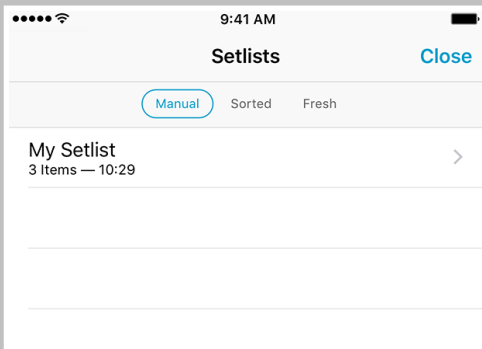 9:41 AM
Setlists
Close
Manual Sorted Fresh
My Setlist
3 Items — 10:29